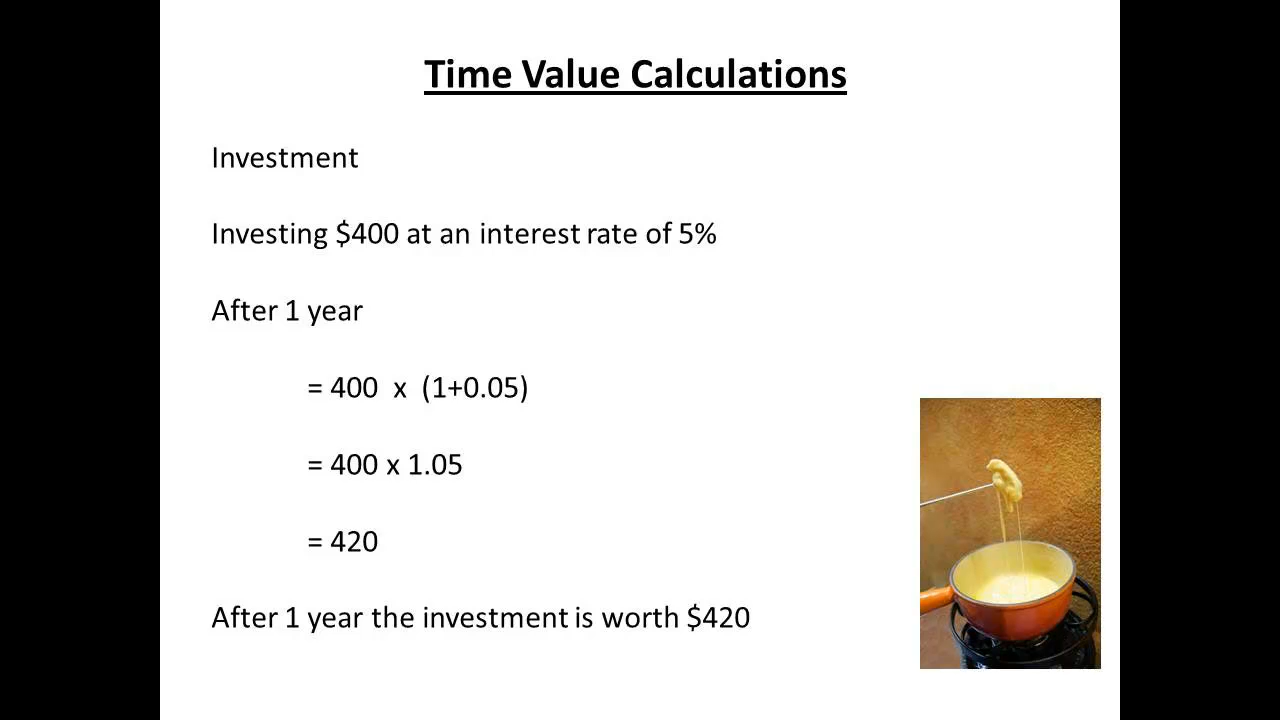 Time Value Calculations
Investment
Investing $400 at an interest rate of 5%
After 1 year
= 400  x  (1+0.05)
= 400 x 1.05
= 420
After 1 year the investment is worth $420